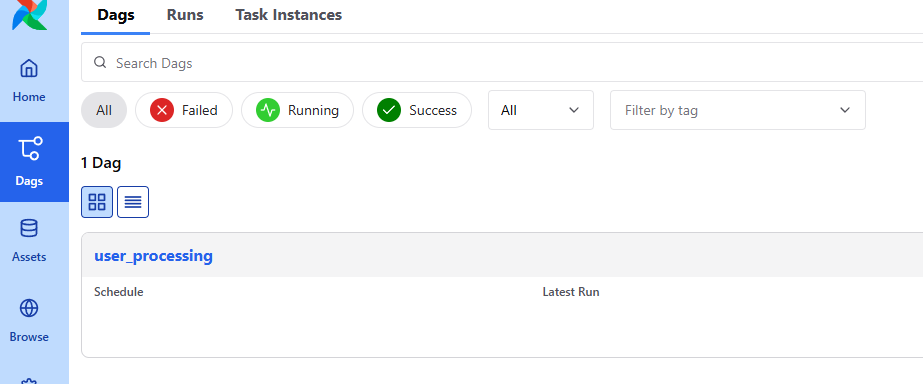 Dags Runs Task Instances
Search Dags
Home
All Failed Running Success All Filter by tag
1 Dag
Dags
user_processing
Assets
Schedule Latest Run
Browse